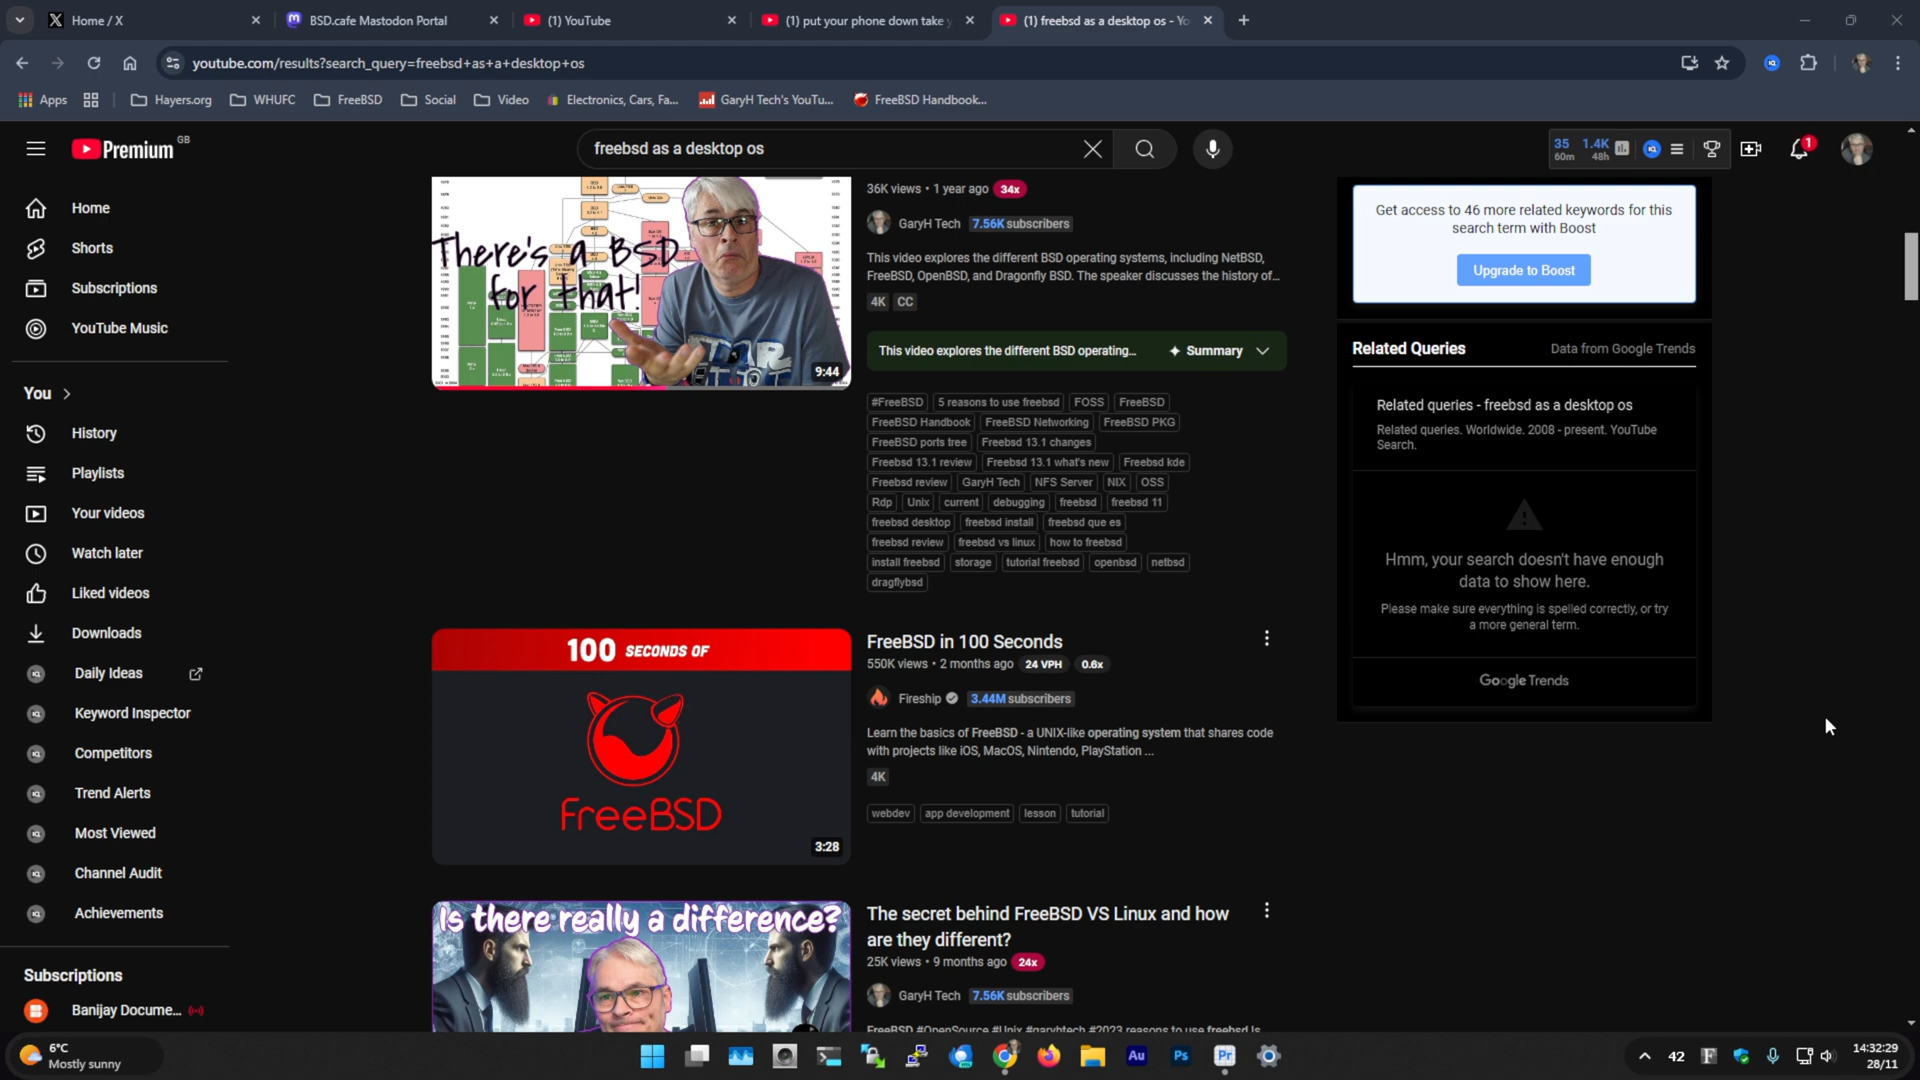 Home / X
BSD.cafe Mastodon Portal
(1) YouTube
(1) put your phone down take y
(1) freebsd as a desktop os - Yo
youtube.com/results?search_query=freebsd+as+a+desktop+os
Apps
Hayers.org
WHUFC
FreeBSD
Social
Video
Electronics, Cars, Fa...
GaryH Tech's YouTu...
FreeBSD Handbook...
Premium GB
freebsd as a desktop os
35
60m
1.4K
48h
1
Home
Shorts
Subscriptions
YouTube Music
You
History
Playlists
Your videos
Watch later
Liked videos
Downloads
Daily Ideas
Keyword Inspector
Competitors
Trend Alerts
Most Viewed
Channel Audit
Achievements
Subscriptions
Banijay Docume...
There's a BSD
for that!
9:44
36K views • 1 year ago 34x
GaryH Tech 7.56K subscribers
This video explores the different BSD operating systems, including NetBSD,
FreeBSD, OpenBSD, and Dragonfly BSD. The speaker discusses the history of...
4K CC
This video explores the different BSD operating... Summary
#FreeBSD 5 reasons to use freebsd FOSS FreeBSD
FreeBSD Handbook FreeBSD Networking FreeBSD PKG
FreeBSD ports tree Freebsd 13.1 changes
Freebsd 13.1 review Freebsd 13.1 what's new Freebsd kde
Freebsd review GaryH Tech NFS Server NIX OSS
Rdp Unix current debugging freebsd freebsd 11
freebsd desktop freebsd install freebsd que es
freebsd review freebsd vs linux how to freebsd
install freebsd storage tutorial freebsd openbsd netbsd
dragflybsd
100 SECONDS OF
FreeBSD
3:28
FreeBSD in 100 Seconds
550K views • 2 months ago 24 VPH 0.6x
Fireship 3.44M subscribers
Learn the basics of FreeBSD - a UNIX-like operating system that shares code
with projects like iOS, MacOS, Nintendo, PlayStation ...
4K
webdev app development lesson tutorial
Is there really a difference?
The secret behind FreeBSD VS Linux and how
are they different?
25K views • 9 months ago 24x
GaryH Tech 7.56K subscribers
FreeBSD #OpenSource #Unix #garyhtech #2023 reasons to use freebsd Is
Get access to 46 more related keywords for this
search term with Boost
Upgrade to Boost
Related Queries Data from Google Trends
Related queries - freebsd as a desktop os
Related queries. Worldwide. 2008 - present. YouTube
Search.
Hmm, your search doesn't have enough
data to show here.
Please make sure everything is spelled correctly, or try
a more general term.
Google Trends
6°C
Mostly sunny
Au
Ps
Pr
42
14:32:29
28/11